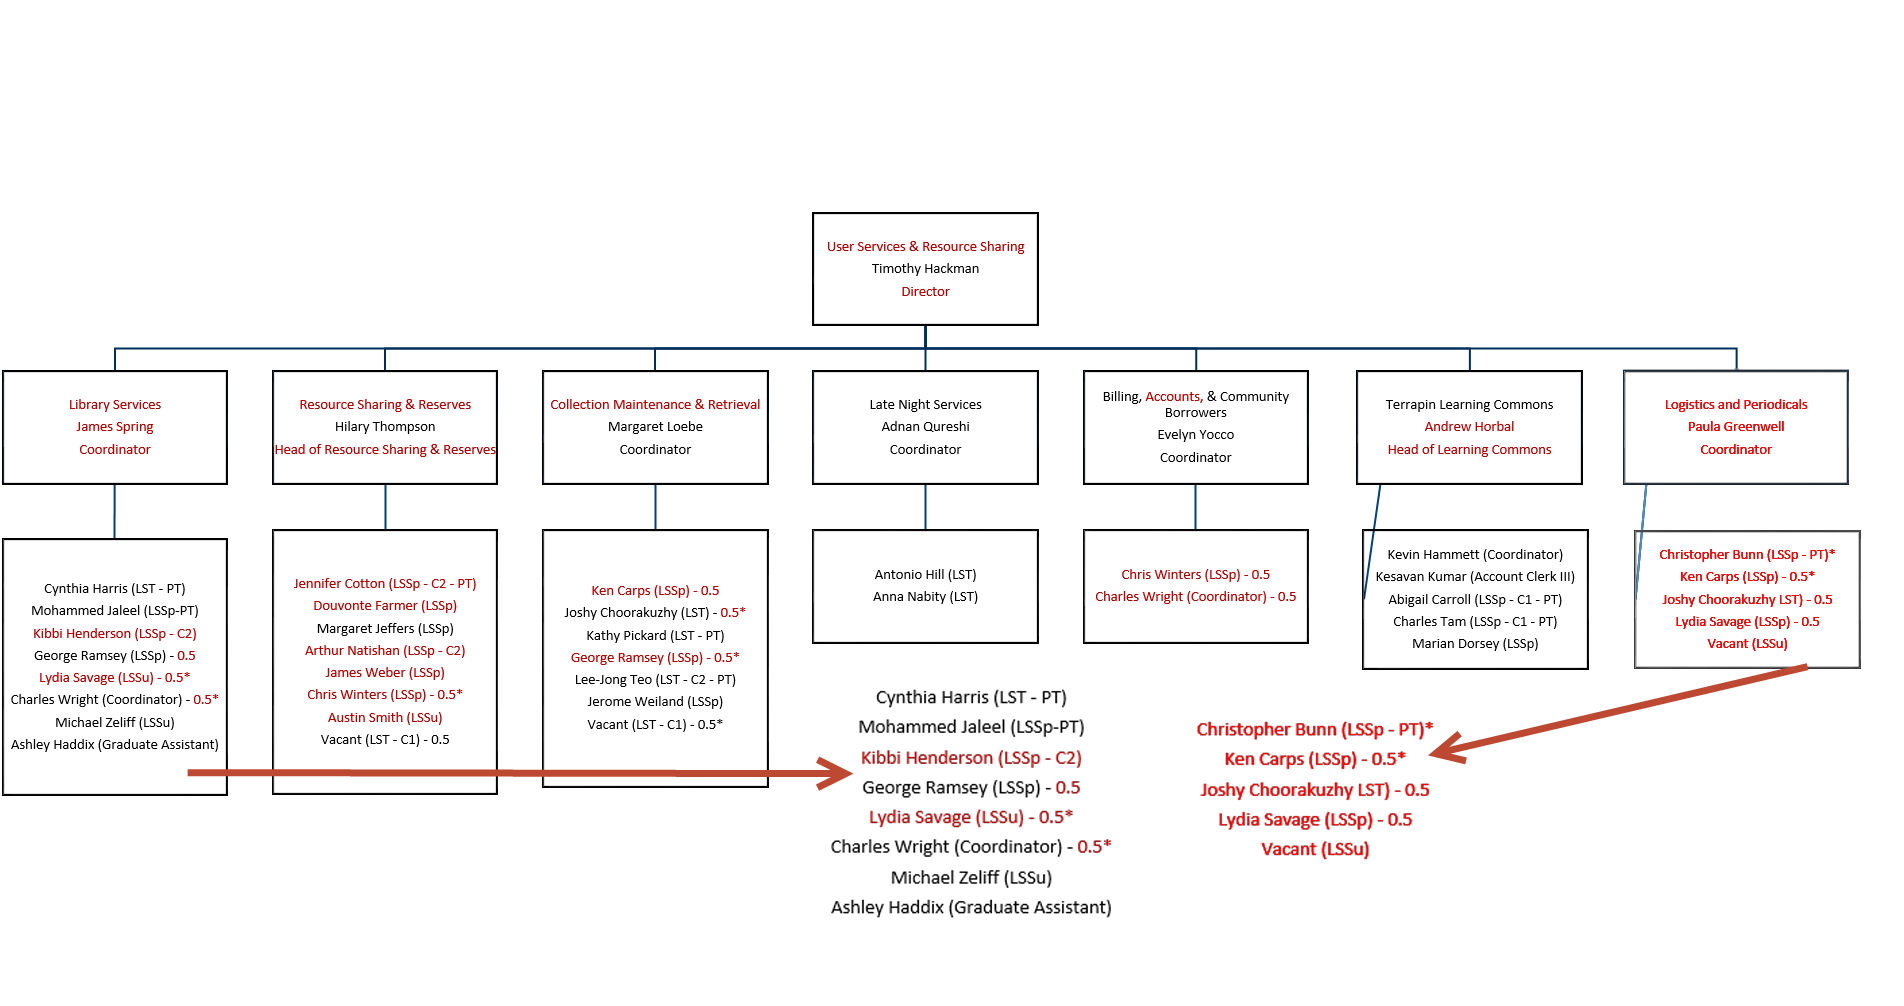 User Services & Resource Sharing
Timothy Hackman
Director
Library Services
James Spring
Coordinator
Resource Sharing & Reserves
Hilary Thompson
Head of Resource Sharing & Reserves
Collection Maintenance & Retrieval
Margaret Loebe
Coordinator
Late Night Services
Adnan Qureshi
Coordinator
Billing, Accounts, & Community
Borrowers
Evelyn Yocco
Coordinator
Terrapin Learning Commons
Andrew Horbal
Head of Learning Commons
Logistics and Periodicals
Paula Greenwell
Coordinator
Cynthia Harris (LST - PT)
Mohammed Jaleel (LSSp-PT)
Kibbi Henderson (LSSp - C2)
George Ramsey (LSSp) - 0.5
Lydia Savage (LSSu) - 0.5*
Charles Wright (Coordinator) - 0.5*
Michael Zeliff (LSSu)
Ashley Haddix (Graduate Assistant)
Jennifer Cotton (LSSp - C2 - PT)
Douvonte Farmer (LSSp)
Margaret Jeffers (LSSp)
Arthur Natishan (LSSp - C2)
James Weber (LSSp)
Chris Winters (LSSp) - 0.5*
Austin Smith (LSSu)
Vacant (LST - C1) - 0.5
Ken Carps (LSSp) - 0.5
Joshy Choorakuzhy (LST) - 0.5*
Kathy Pickard (LST - PT)
George Ramsey (LSSp) - 0.5*
Lee-Jong Teo (LST - C2 - PT)
Jerome Weiland (LSSp)
Vacant (LST - C1) - 0.5*
Antonio Hill (LST)
Anna Nabity (LST)
Chris Winters (LSSp) - 0.5
Charles Wright (Coordinator) - 0.5
Kevin Hammett (Coordinator)
Kesavan Kumar (Account Clerk III)
Abigail Carroll (LSSp - C1 - PT)
Charles Tam (LSSp - C1 - PT)
Marian Dorsey (LSSp)
Christopher Bunn (LSSp - PT)*
Ken Carps (LSSp) - 0.5*
Joshy Choorakuzhy LST) - 0.5
Lydia Savage (LSSp) - 0.5
Vacant (LSSu)
Cynthia Harris (LST - PT)
Mohammed Jaleel (LSSp-PT)
Kibbi Henderson (LSSp - C2)
George Ramsey (LSSp) - 0.5
Lydia Savage (LSSu) - 0.5*
Charles Wright (Coordinator) - 0.5*
Michael Zeliff (LSSu)
Ashley Haddix (Graduate Assistant)
Christopher Bunn (LSSp - PT)*
Ken Carps (LSSp) - 0.5*
Joshy Choorakuzhy LST) - 0.5
Lydia Savage (LSSp) - 0.5
Vacant (LSSu)